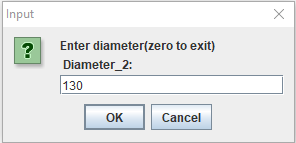 Input
Enter diameter(zero to exit)
Diameter_2:
130
OK Cancel